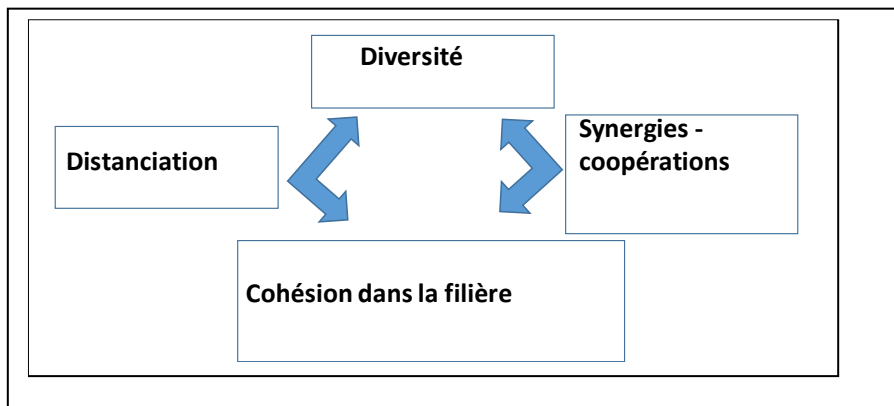 Diversité
Distanciation
Synergies -
coopérations
Cohésion dans la filière